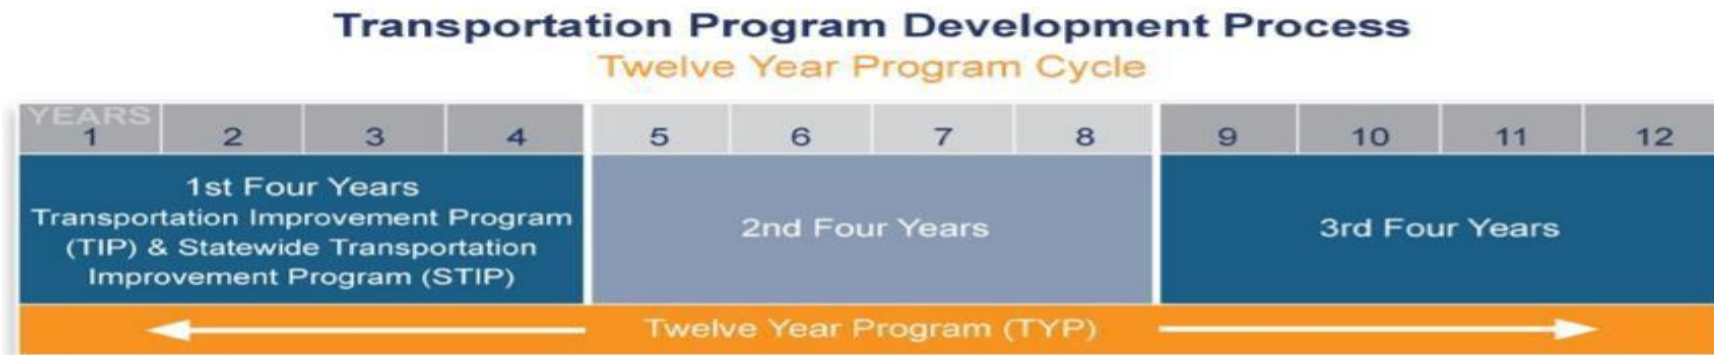 Transportation Program Development Process
Twelve Year Program Cycle
YEARS
1 2 3 4 5 6 7 8 9 10 11 12
1st Four Years
Transportation Improvement Program
(TIP) & Statewide Transportation
Improvement Program (STIP)
2nd Four Years
3rd Four Years
Twelve Year Program (TYP)